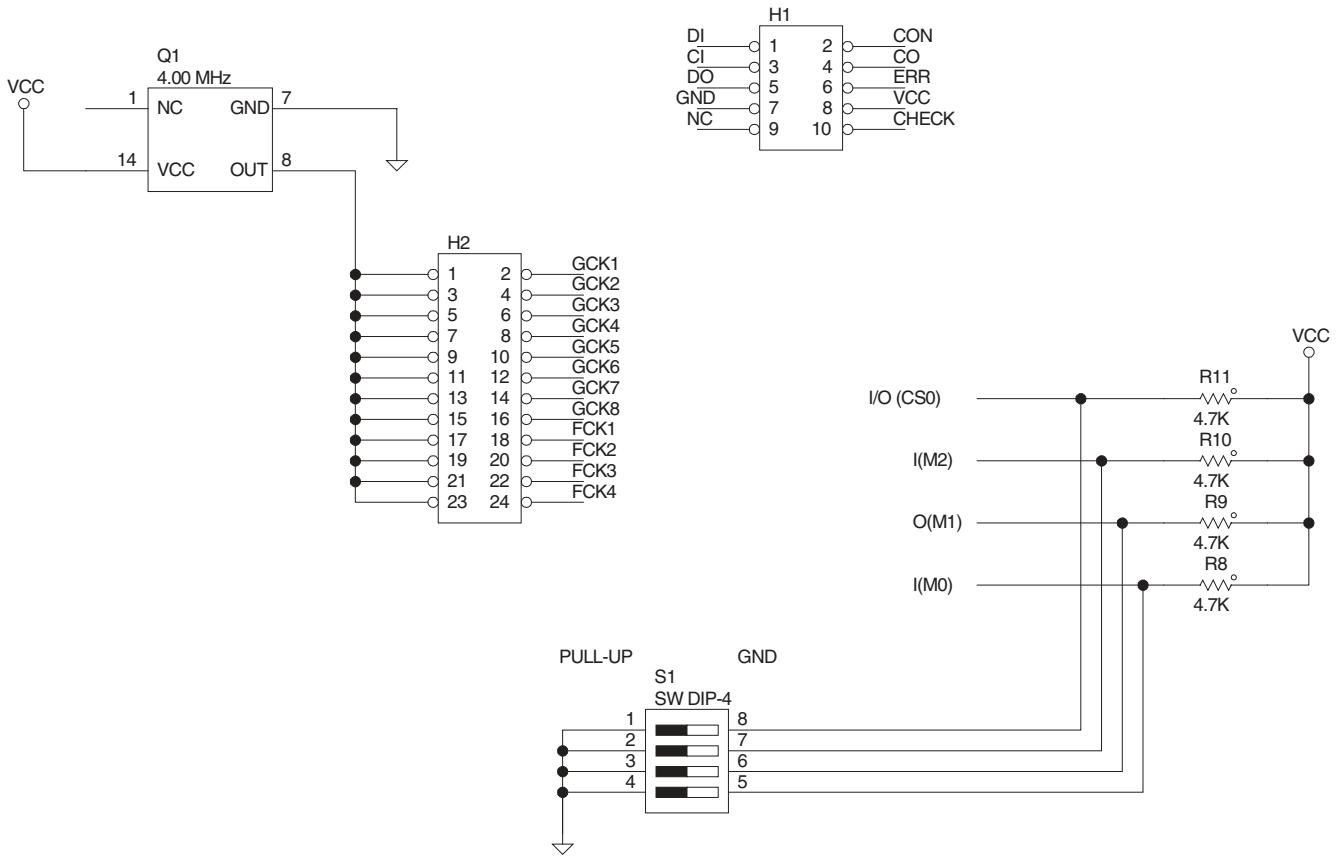 H1
DI 1 2 CON
CI 3 4 CO
DO 5 6 ERR
GND 7 8 VCC
NC 9 10 CHECK
Q1
4.00 MHz
VCC
1 NC GND 7
14 VCC OUT 8
H2
1 2 GCK1
3 4 GCK2
5 6 GCK3
7 8 GCK4
9 10 GCK5
11 12 GCK6
13 14 GCK7
15 16 GCK8
17 18 FCK1
19 20 FCK2
21 22 FCK3
23 24 FCK4
VCC
R11
I/O (CS0)
4.7K
R10
I(M2)
4.7K
R9
O(M1)
4.7K
R8
I(M0)
4.7K
PULL-UP GND
S1
SW DIP-4
1 8
2 7
3 6
4 5